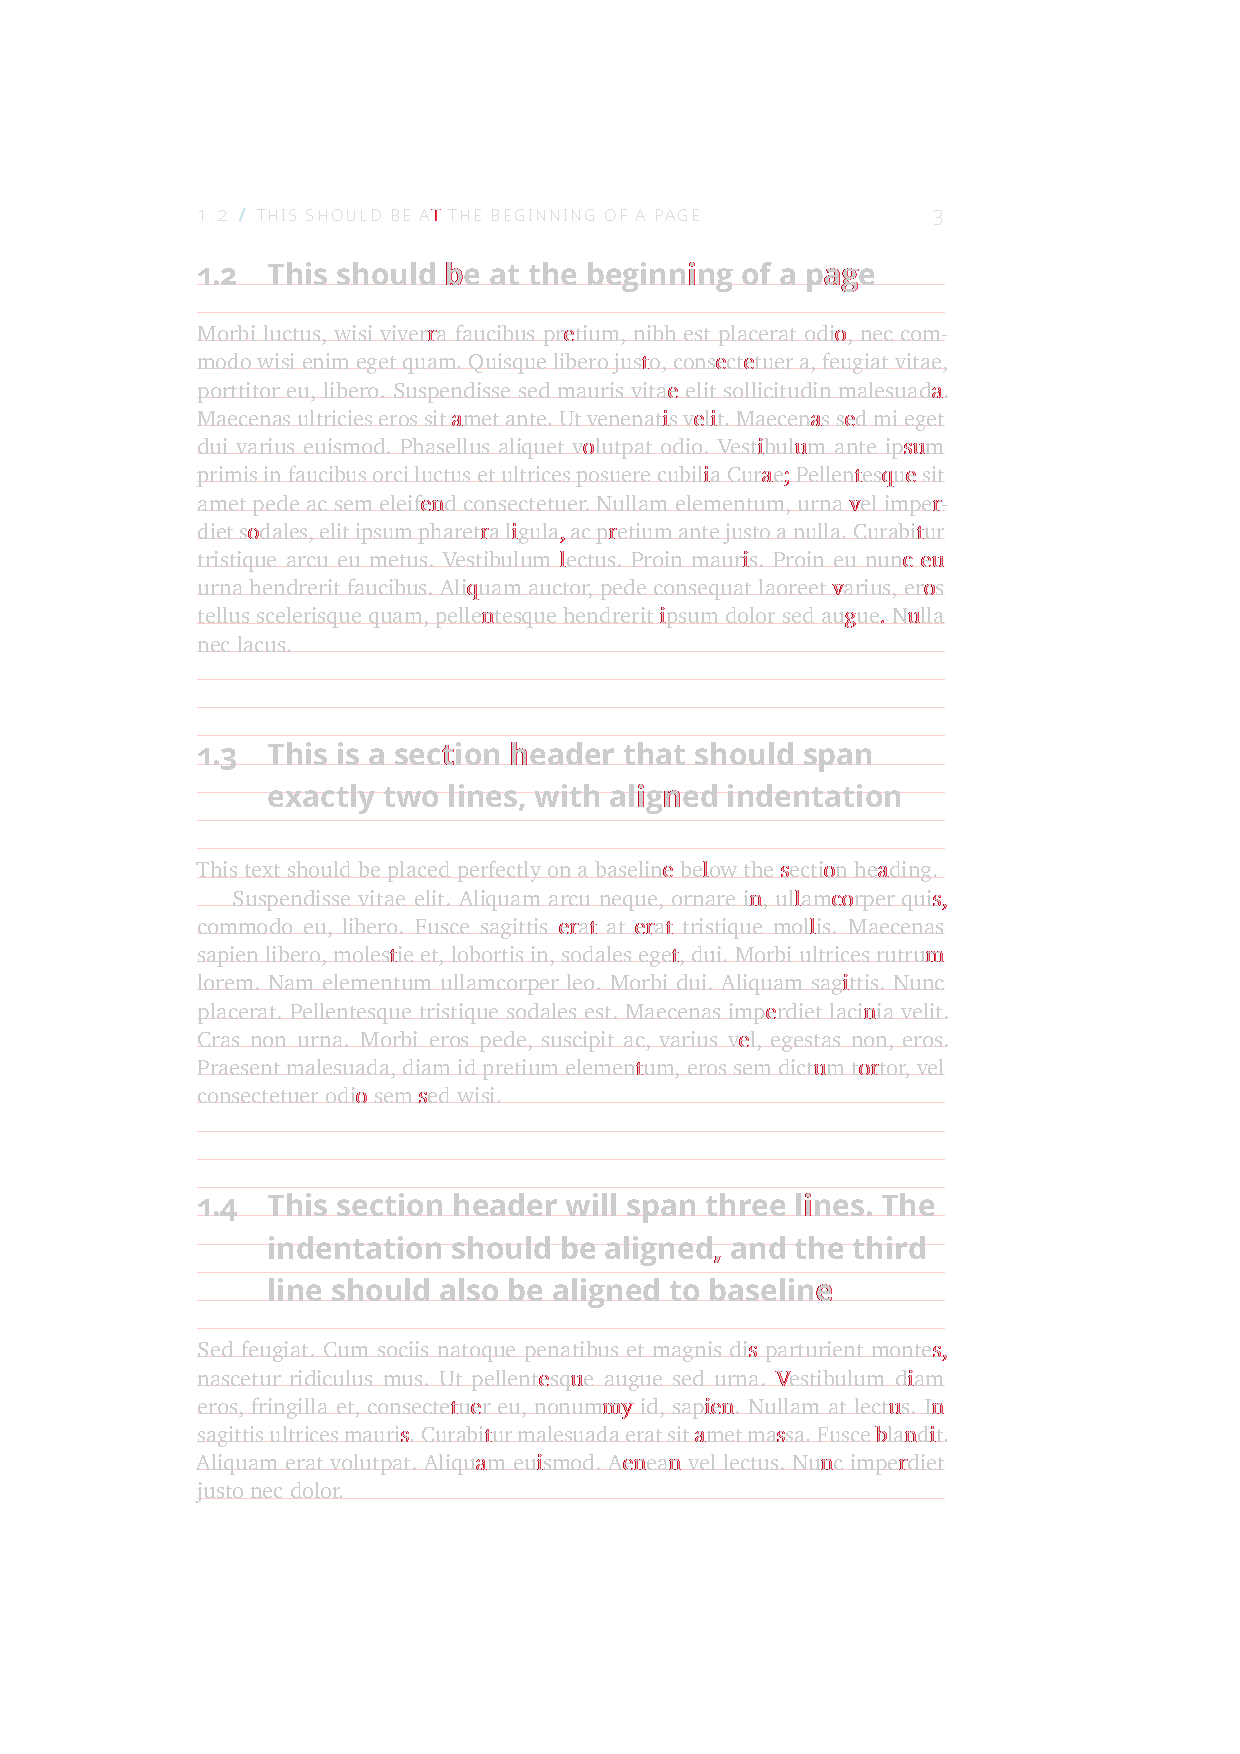 1.2 / THIS SHOULD BE AT THE BEGINNING OF A PAGE 3
1.2 This should be at the beginning of a page
Morbi luctus, wisi viverra faucibus pretium, nibh est placerat odio, nec com-
modo wisi enim eget quam. Quisque libero justo, consectetuer a, feugiat vitae,
porttitor eu, libero. Suspendisse sed mauris vitae elit sollicitudin malesuada.
Maecenas ultricies eros sit amet ante. Ut venenatis velit. Maecenas sed mi eget
dui varius euismod. Phasellus aliquet volutpat odio. Vestibulum ante ipsum
primis in faucibus orci luctus et ultrices posuere cubilia Curae; Pellentesque sit
amet pede ac sem eleifend consectetuer. Nullam elementum, urna vel imper-
diet sodales, elit ipsum pharetra ligula, ac pretium ante justo a nulla. Curabitur
tristique arcu eu metus. Vestibulum lectus. Proin mauris. Proin eu nunc eu
urna hendrerit faucibus. Aliquam auctor, pede consequat laoreet varius, eros
tellus scelerisque quam, pellentesque hendrerit ipsum dolor sed augue. Nulla
nec lacus.
1.3 This is a section header that should span
exactly two lines, with aligned indentation
This text should be placed perfectly on a baseline below the section heading.
Suspendisse vitae elit. Aliquam arcu neque, ornare in, ullamcorper quis,
commodo eu, libero. Fusce sagittis erat at erat tristique mollis. Maecenas
sapien libero, molestie et, lobortis in, sodales eget, dui. Morbi ultrices rutrum
lorem. Nam elementum ullamcorper leo. Morbi dui. Aliquam sagittis. Nunc
placerat. Pellentesque tristique sodales est. Maecenas imperdiet lacinia velit.
Cras non urna. Morbi eros pede, suscipit ac, varius vel, egestas non, eros.
Praesent malesuada, diam id pretium elementum, eros sem dictum tortor, vel
consectetuer odio sem sed wisi.
1.4 This section header will span three lines. The
indentation should be aligned, and the third
line should also be aligned to baseline
Sed feugiat. Cum sociis natoque penatibus et magnis dis parturient montes,
nascetur ridiculus mus. Ut pellentesque augue sed urna. Vestibulum diam
eros, fringilla et, consectetuer eu, nonummy id, sapien. Nullam at lectus. In
sagittis ultrices mauris. Curabitur malesuada erat sit amet massa. Fusce blandit.
Aliquam erat volutpat. Aliquam euismod. Aenean vel lectus. Nunc imperdiet
justo nec dolor.